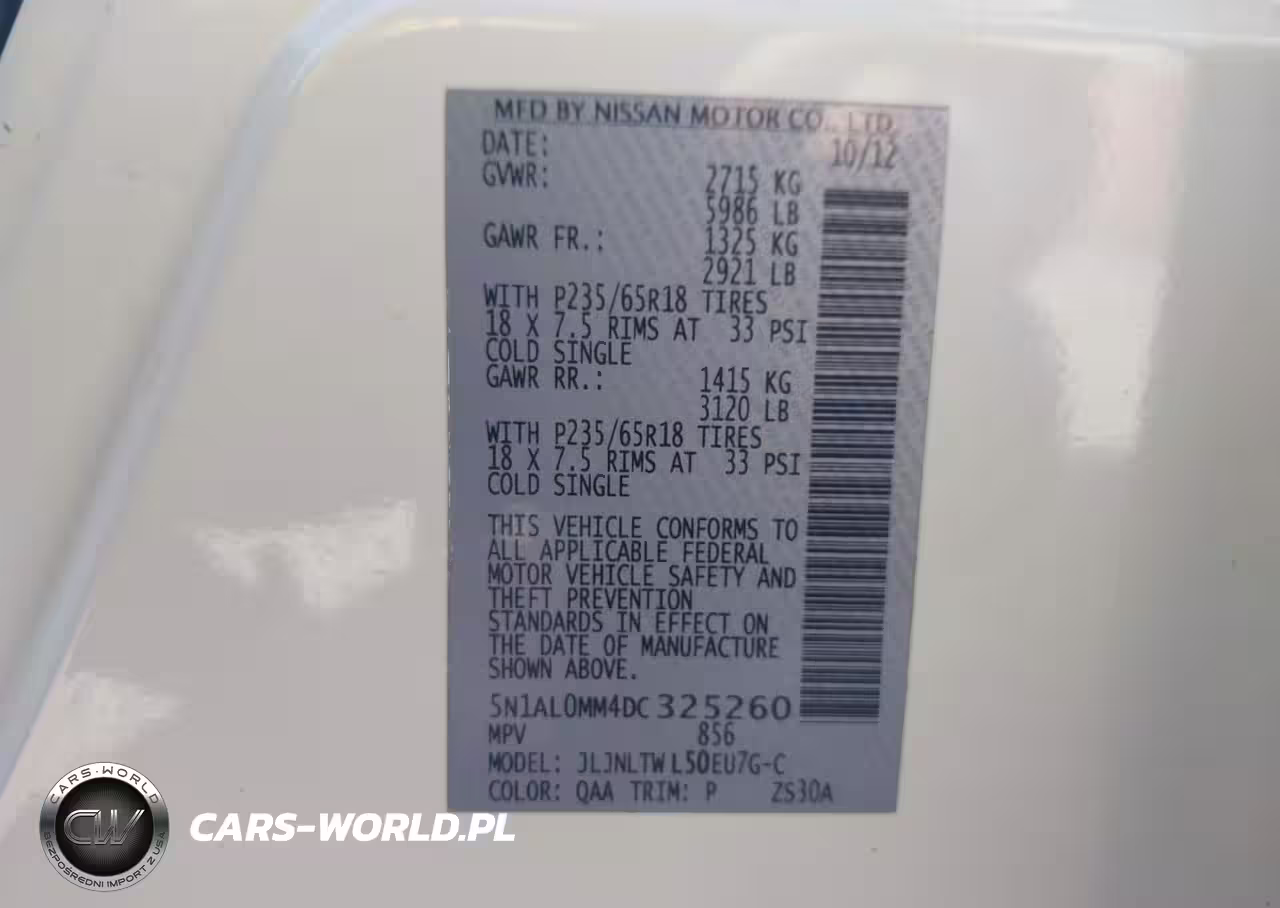 MFD BY NISSAN MOTOR CO., LTD.
DATE: 10/12
GVWR: 2715 KG
5986 LB
GAWR FR.: 1325 KG
2921 LB
WITH P235/65R18 TIRES
18 X 7.5 RIMS AT 33 PSI
COLD SINGLE
GAWR RR.: 1415 KG
3120 LB
WITH P235/65R18 TIRES
18 X 7.5 RIMS AT 33 PSI
COLD SINGLE
THIS VEHICLE CONFORMS TO
ALL APPLICABLE FEDERAL
MOTOR VEHICLE SAFETY AND
THEFT PREVENTION
STANDARDS IN EFFECT ON
THE DATE OF MANUFACTURE
SHOWN ABOVE.
5N1AL0MM4DC325260
MPV 856
MODEL: JLJNLTWL50EU7G-C
COLOR: QAA TRIM: P ZS30A
CARS-WORLD
CW
BEZPOŚREDNI IMPORT Z USA
CARS-WORLD.PL